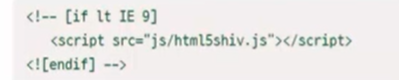 <!-- [if lt IE 9]
<script src="js/html5shiv.js"></script>
<![endif] -->